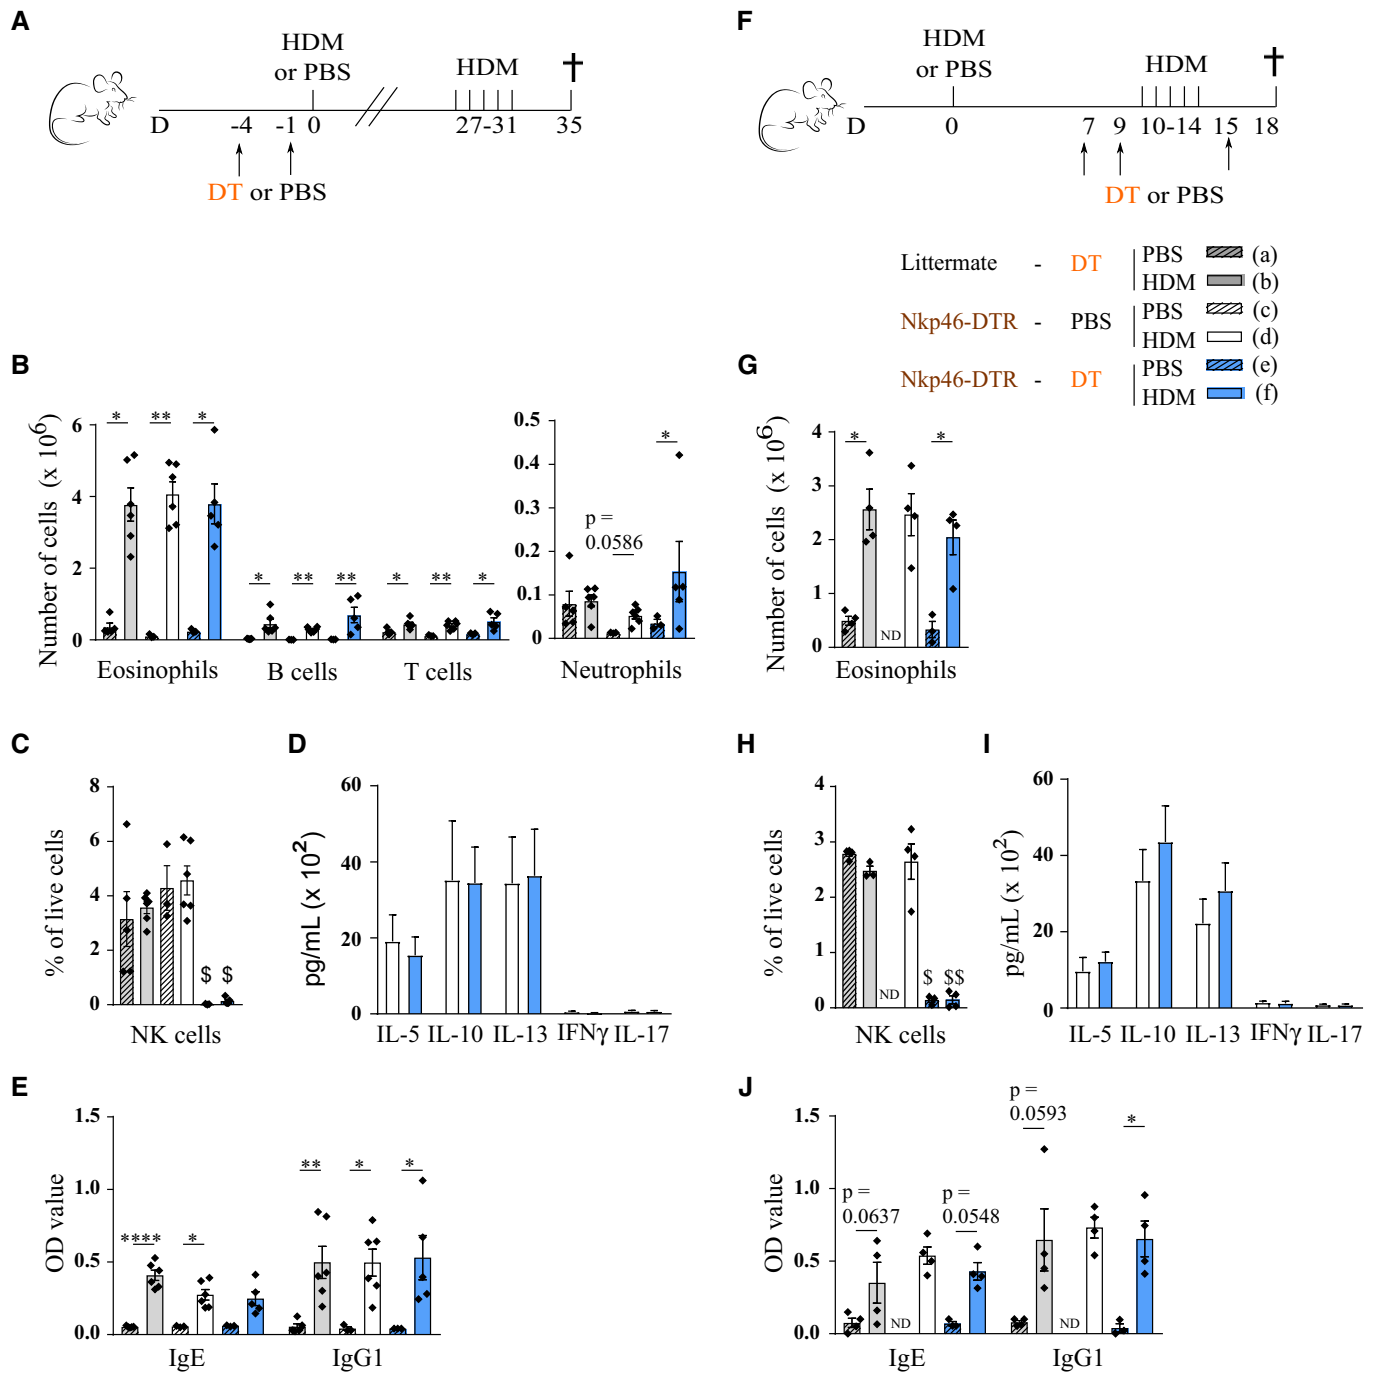 A
HDM
or PBS
HDM
†
D
-4
-1
0
27-31
35
DT or PBS
F
HDM
or PBS
HDM
†
D
0
7
9
10-14
15
18
DT or PBS
Littermate - DT
PBS (a)
HDM (b)
Nkp46-DTR - PBS
PBS (c)
HDM (d)
Nkp46-DTR - DT
PBS (e)
HDM (f)
B
Number of cells (x 10⁶)
6
4
2
0
* ** *
* ** **
* ** *
Eosinophils
B cells
T cells
0.5
0.4
0.3
0.2
0.1
0
p =
0.0586
*
Neutrophils
G
Number of cells (x 10⁶)
4
3
2
1
0
*
*
ND
Eosinophils
C
% of live cells
8
6
4
2
0
$ $
NK cells
D
pg/mL (x 10²)
60
40
20
0
IL-5 IL-10 IL-13 IFNγ IL-17
H
% of live cells
4
3
2
1
0
ND
$ $$
NK cells
I
pg/mL (x 10²)
60
40
20
0
IL-5 IL-10 IL-13 IFNγ IL-17
E
OD value
1.5
1.0
0.5
0.0
**** *
** * *
IgE
IgG1
J
OD value
1.5
1.0
0.5
0.0
p =
0.0637
ND
p =
0.0548
p =
0.0593
ND
*
IgE
IgG1